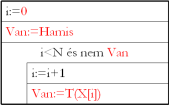 i:=0
Van:=Hamis
i<N és nem Van
i:=i+1
Van:=T(X[i])